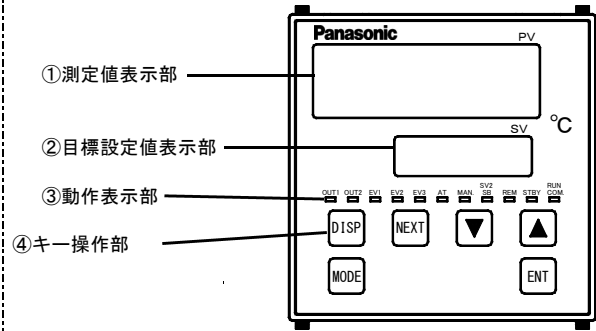 Panasonic
PV
①測定値表示部
℃
SV
②目標設定値表示部
SV2 RUN
OUT1 OUT2 EV1 EV2 EV3 AT MAN. SB REM STBY COM.
③動作表示部
DISP NEXT ▼ ▲
④キー操作部
MODE ENT